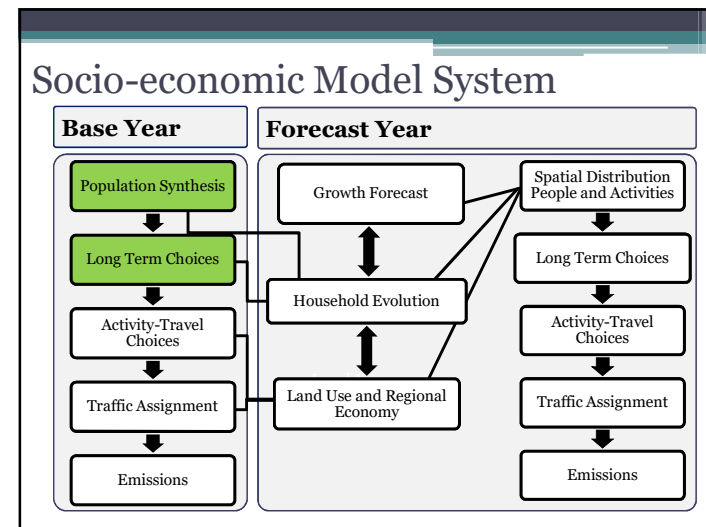 Socio-economic Model System
Base Year
Forecast Year
Population Synthesis
Long Term Choices
Activity-Travel
Choices
Traffic Assignment
Emissions
Growth Forecast
Household Evolution
Land Use and Regional
Economy
Spatial Distribution
People and Activities
Long Term Choices
Activity-Travel
Choices
Traffic Assignment
Emissions